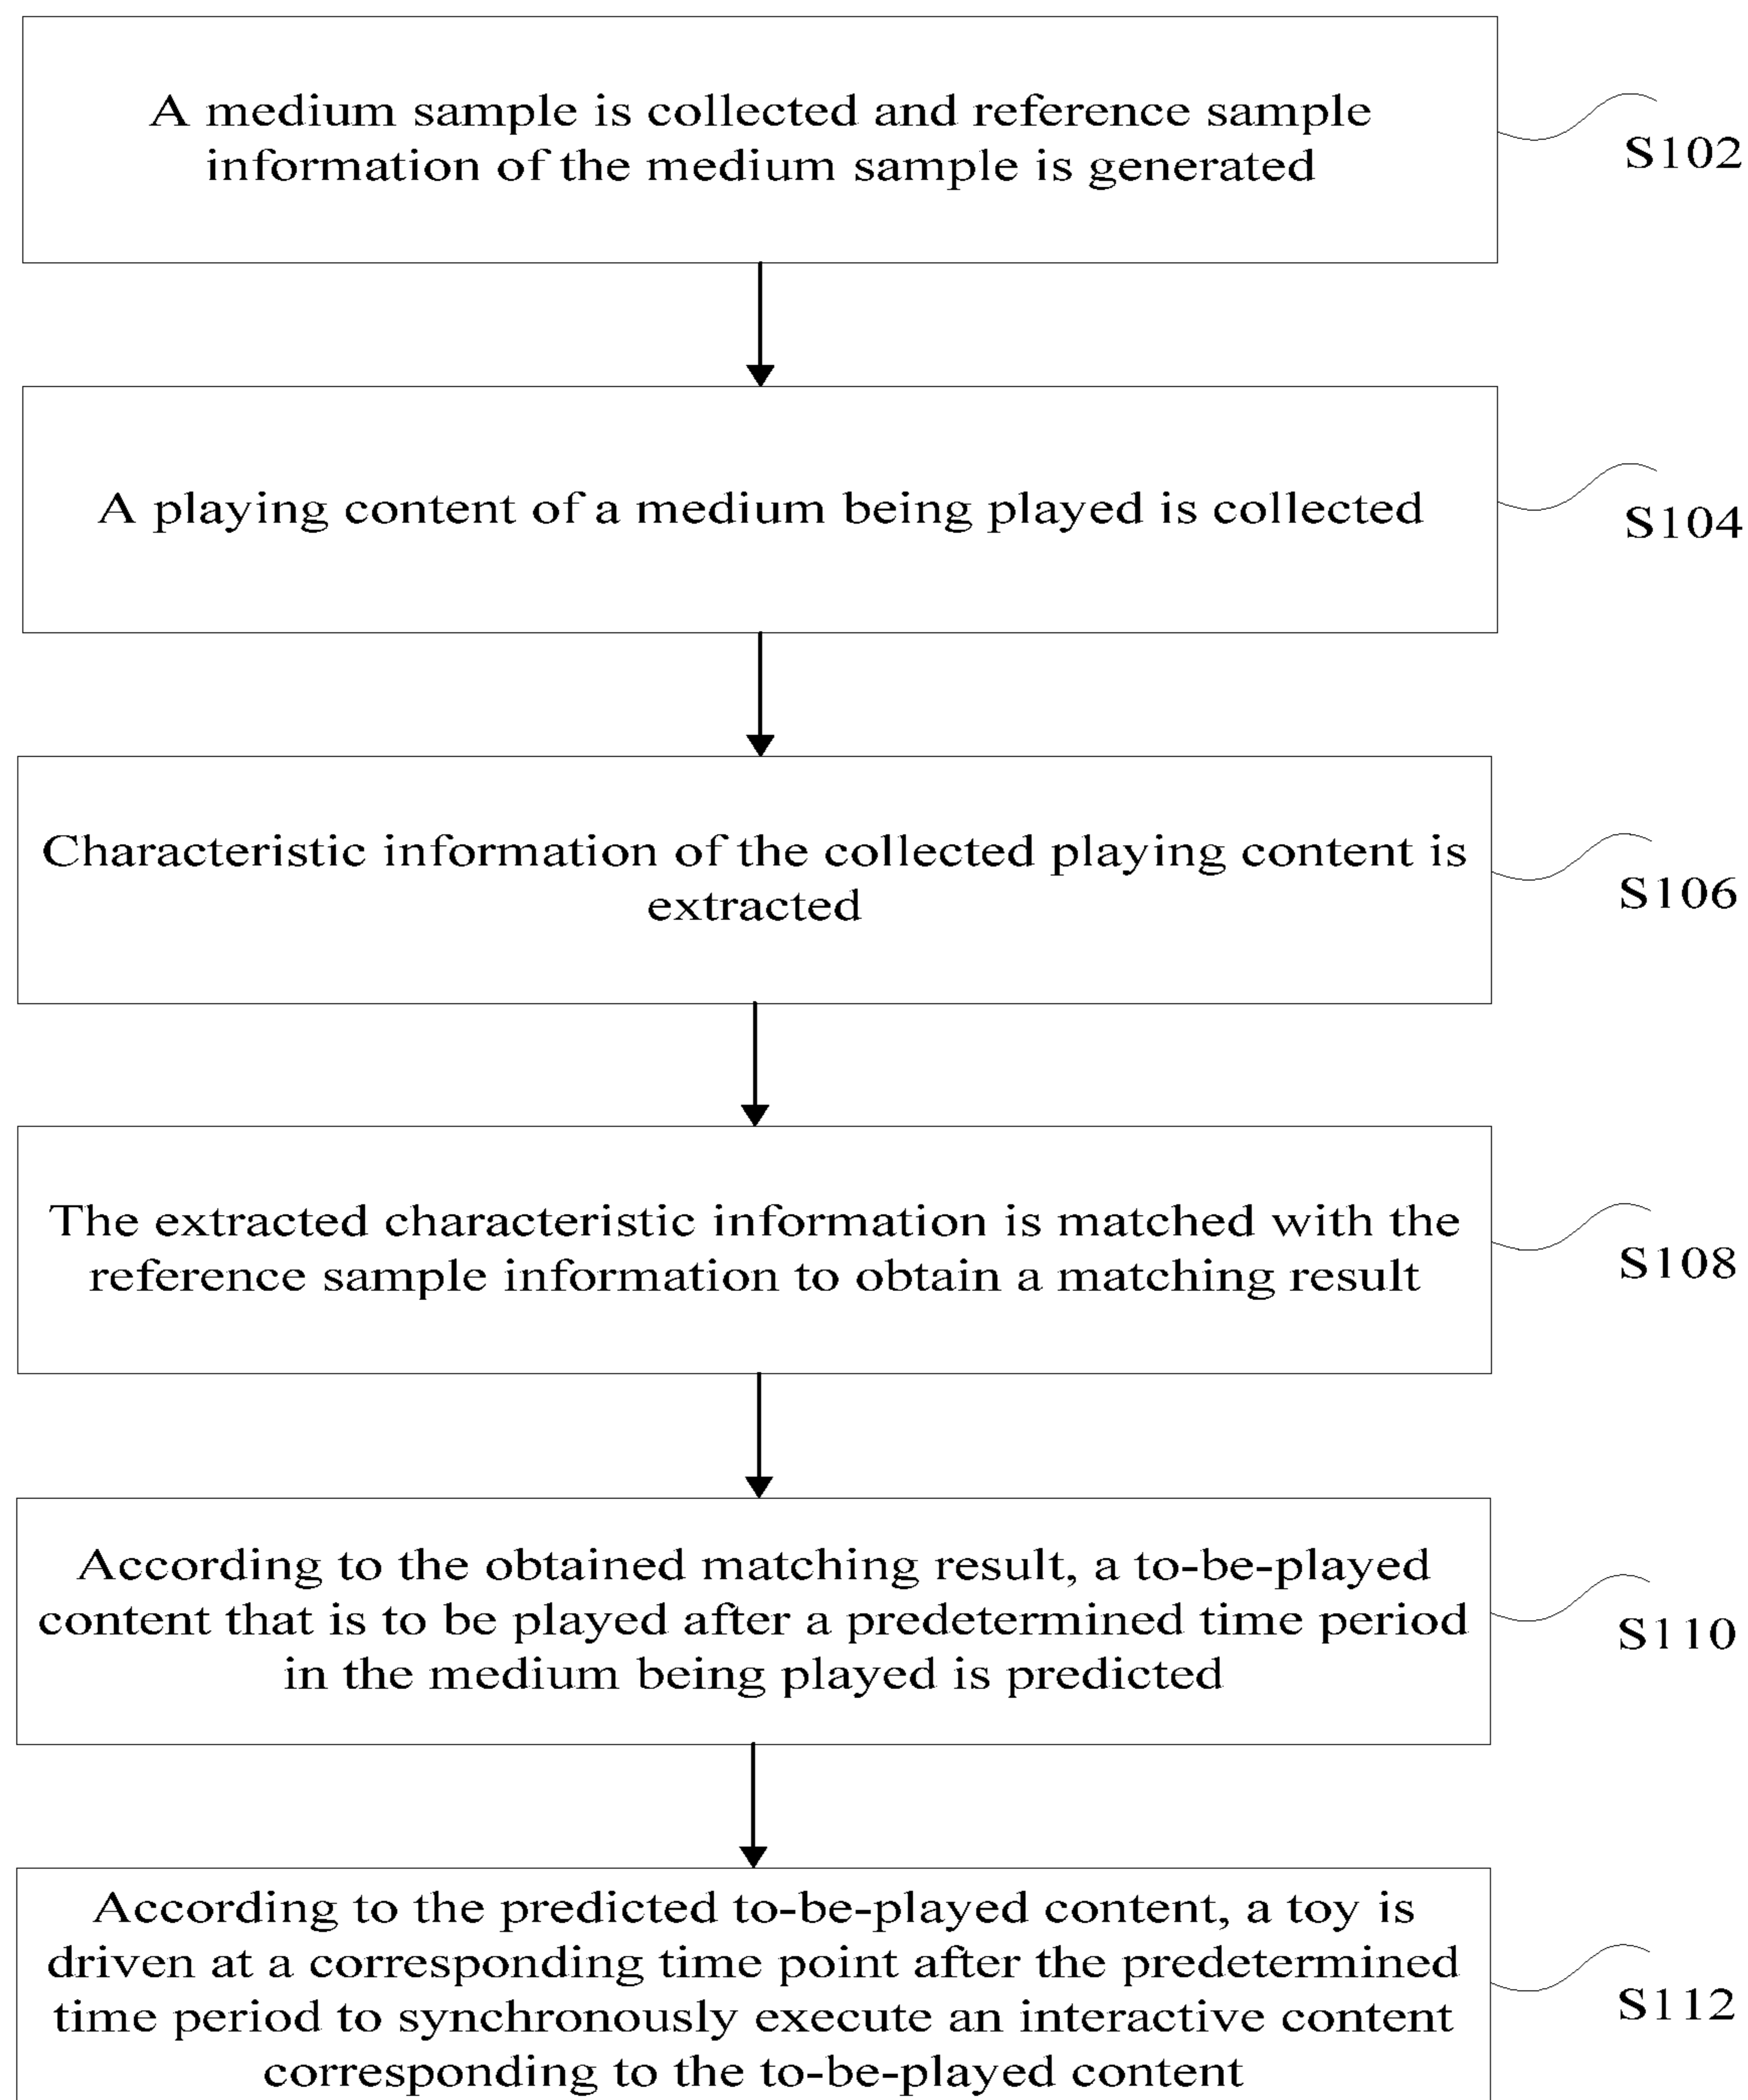 A medium sample is collected and reference sample
information of the medium sample is generated
S102
A playing content of a medium being played is collected
S104
Characteristic information of the collected playing content is
extracted
S106
The extracted characteristic information is matched with the
reference sample information to obtain a matching result
S108
According to the obtained matching result, a to-be-played
content that is to be played after a predetermined time period
in the medium being played is predicted
S110
According to the predicted to-be-played content, a toy is
driven at a corresponding time point after the predetermined
time period to synchronously execute an interactive content
corresponding to the to-be-played content
S112